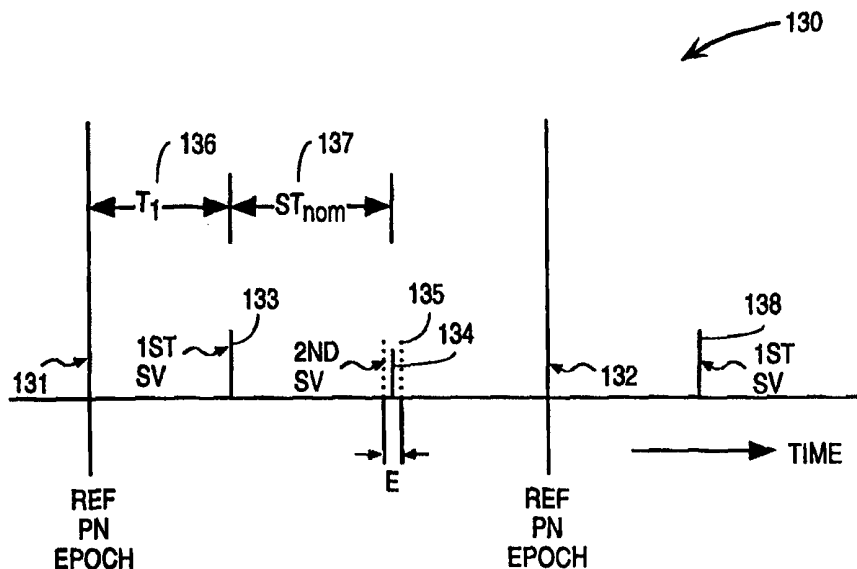 130
136
137
T1
STnom
133
135
138
134
1ST
SV
2ND
SV
1ST
SV
131
132
TIME
E
REF
PN
EPOCH
REF
PN
EPOCH